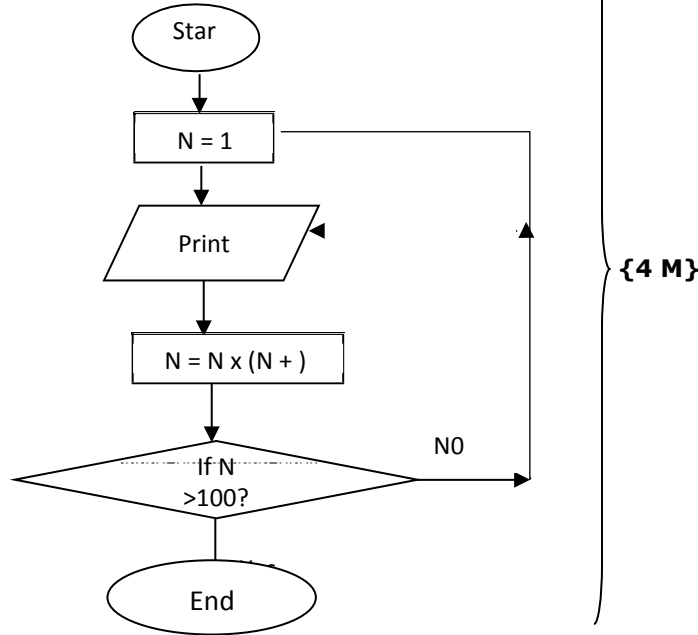 Star
N = 1
Print
{4 M}
N = N x (N + )
N0
If N
>100?
End